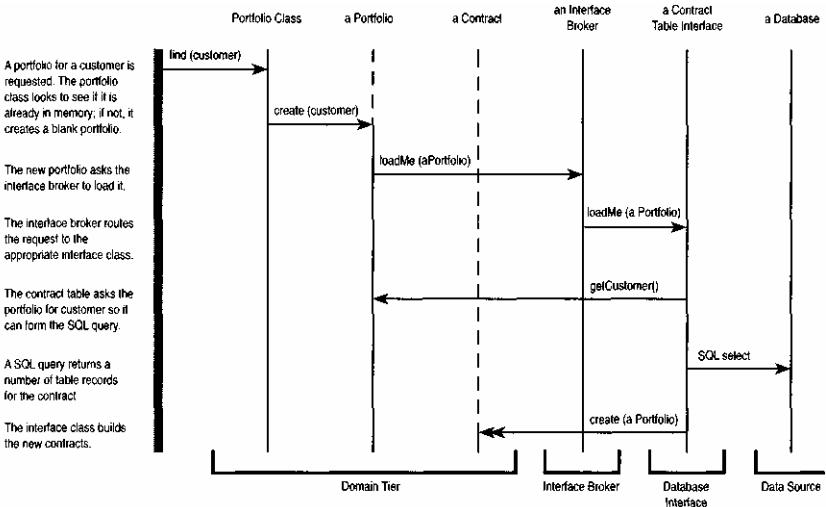 Portfolio Class
a Portfolio
a Contract
an Interface
Broker
a Contract
Table Interface
a Database
find (customer)
A portfolio for a customer is
requested. The portfolio
class looks to see if it is
already in memory; if not, it
creates a blank portfolio.
create (customer)
The new portfolio asks the
interface broker to load it.
loadMe (aPortfolio)
The interface broker routes
the request to the
appropriate interface class.
loadMe (a Portfolio)
The contract table asks the
portfolio for customer so it
can form the SQL query.
getCustomer()
A SQL query returns a
number of table records
for the contract
SQL select
The interface class builds
the new contracts.
create (a Portfolio)
Domain Tier
Interface Broker
Database
Interface
Data Source